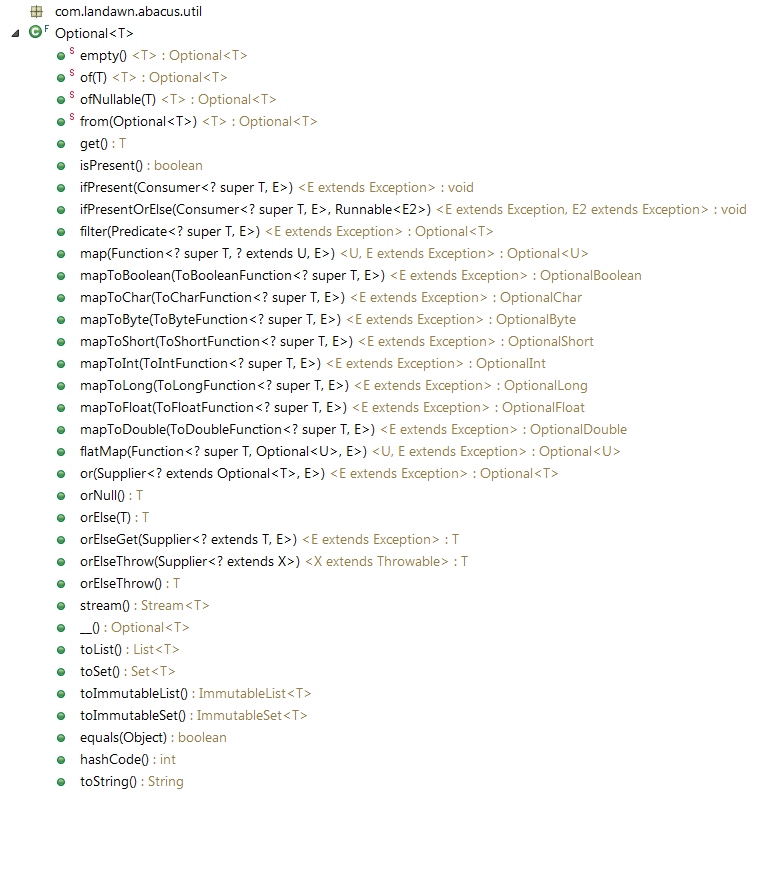 com.landawn.abacus.util
C F Optional<T>
S empty() <T> : Optional<T>
S of(T) <T> : Optional<T>
S ofNullable(T) <T> : Optional<T>
S from(Optional<T>) <T> : Optional<T>
get() : T
isPresent() : boolean
ifPresent(Consumer<? super T, E>) <E extends Exception> : void
ifPresentOrElse(Consumer<? super T, E>, Runnable<E2>) <E extends Exception, E2 extends Exception> : void
filter(Predicate<? super T, E>) <E extends Exception> : Optional<T>
map(Function<? super T, ? extends U, E>) <U, E extends Exception> : Optional<U>
mapToBoolean(ToBooleanFunction<? super T, E>) <E extends Exception> : OptionalBoolean
mapToChar(ToCharFunction<? super T, E>) <E extends Exception> : OptionalChar
mapToByte(ToByteFunction<? super T, E>) <E extends Exception> : OptionalByte
mapToShort(ToShortFunction<? super T, E>) <E extends Exception> : OptionalShort
mapToInt(ToIntFunction<? super T, E>) <E extends Exception> : OptionalInt
mapToLong(ToLongFunction<? super T, E>) <E extends Exception> : OptionalLong
mapToFloat(ToFloatFunction<? super T, E>) <E extends Exception> : OptionalFloat
mapToDouble(ToDoubleFunction<? super T, E>) <E extends Exception> : OptionalDouble
flatMap(Function<? super T, Optional<U>, E>) <U, E extends Exception> : Optional<U>
or(Supplier<? extends Optional<T>, E>) <E extends Exception> : Optional<T>
orNull() : T
orElse(T) : T
orElseGet(Supplier<? extends T, E>) <E extends Exception> : T
orElseThrow(Supplier<? extends X>) <X extends Throwable> : T
orElseThrow() : T
stream() : Stream<T>
__() : Optional<T>
toList() : List<T>
toSet() : Set<T>
toImmutableList() : ImmutableList<T>
toImmutableSet() : ImmutableSet<T>
equals(Object) : boolean
hashCode() : int
toString() : String